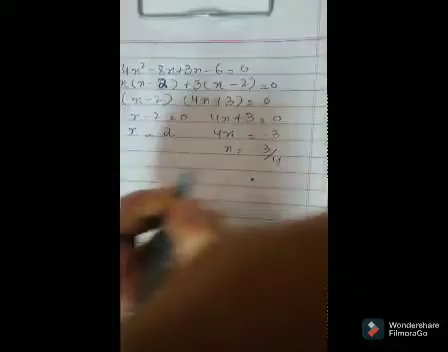 4x² - 8x + 3x - 6 = 0
x (x - 2) + 3 (x - 2) = 0
(x - 2) (4x + 3) = 0
x - 2 = 0 4x + 3 = 0
x = 2 4x = -3
x = 3/4
Wondershare
FilmoraGo